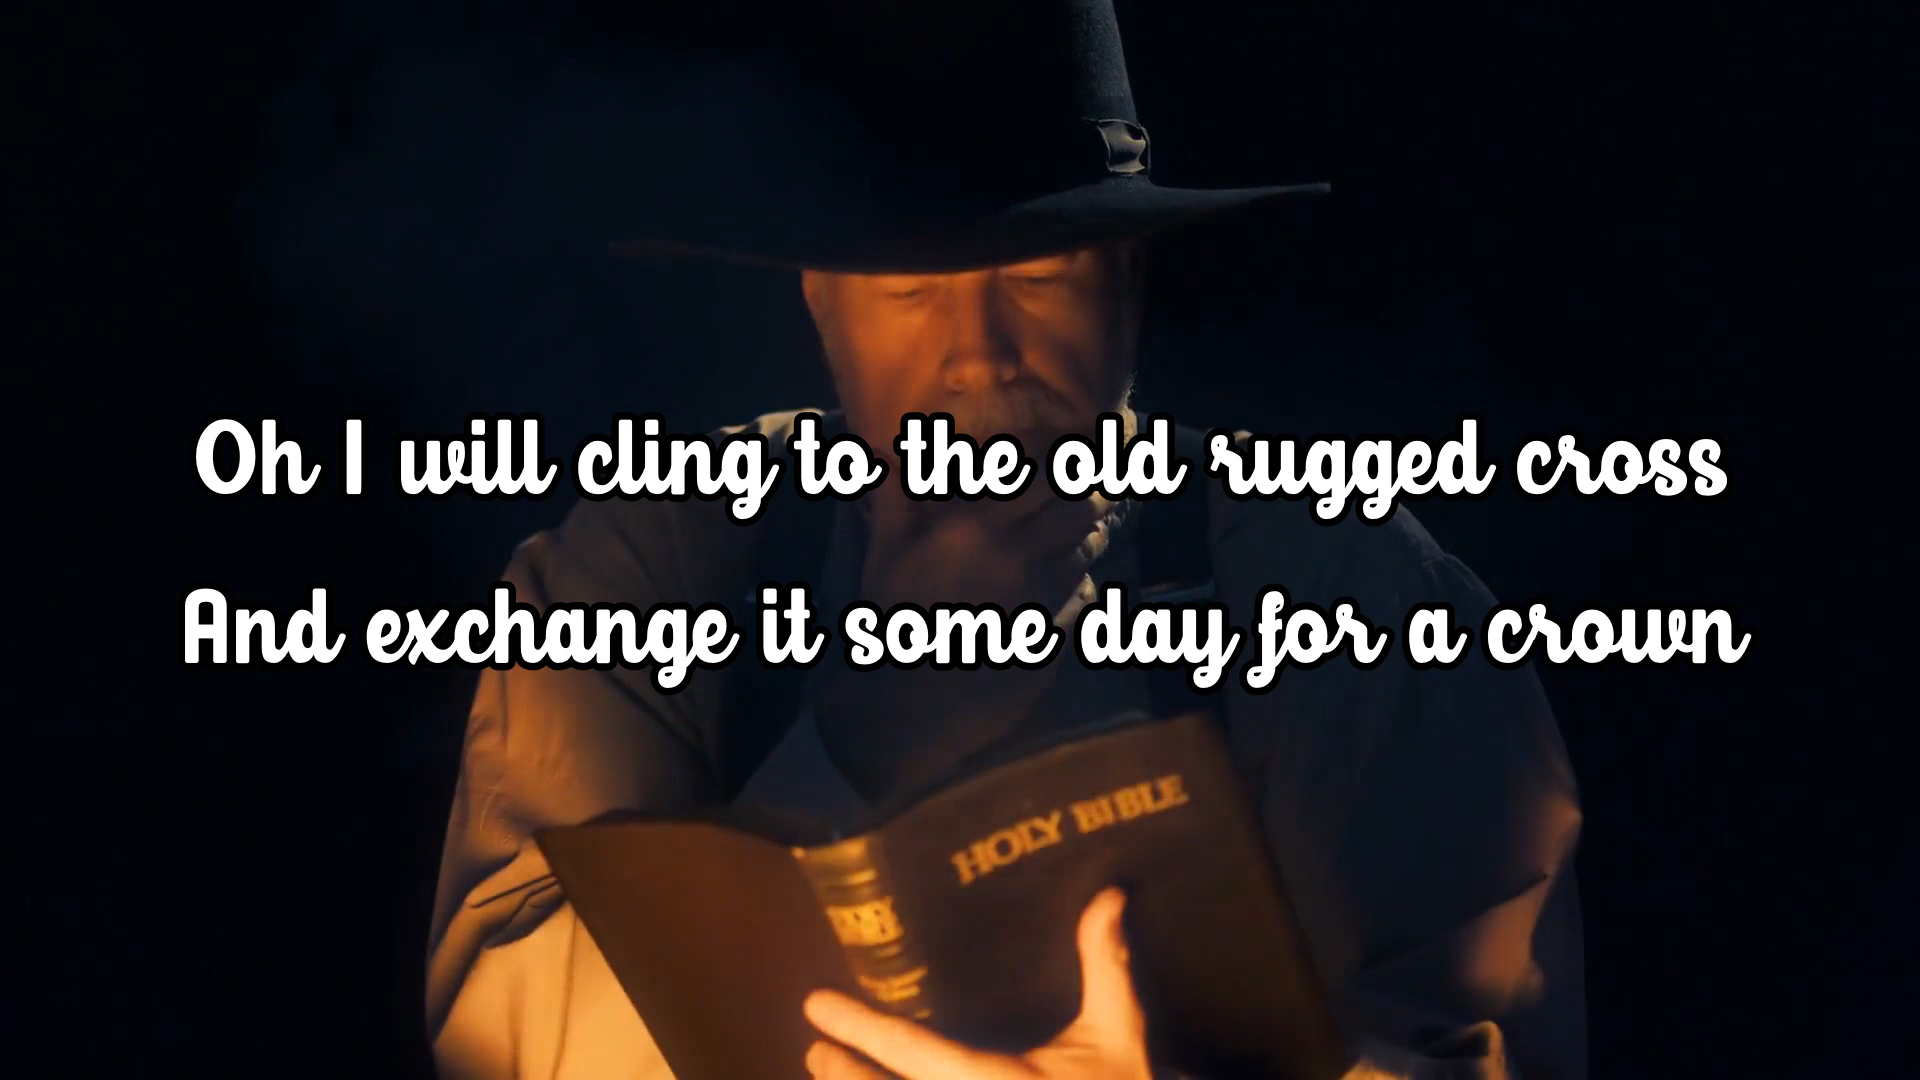 Oh I will cling to the old rugged cross
And exchange it some day for a crown
HOLY BIBLE